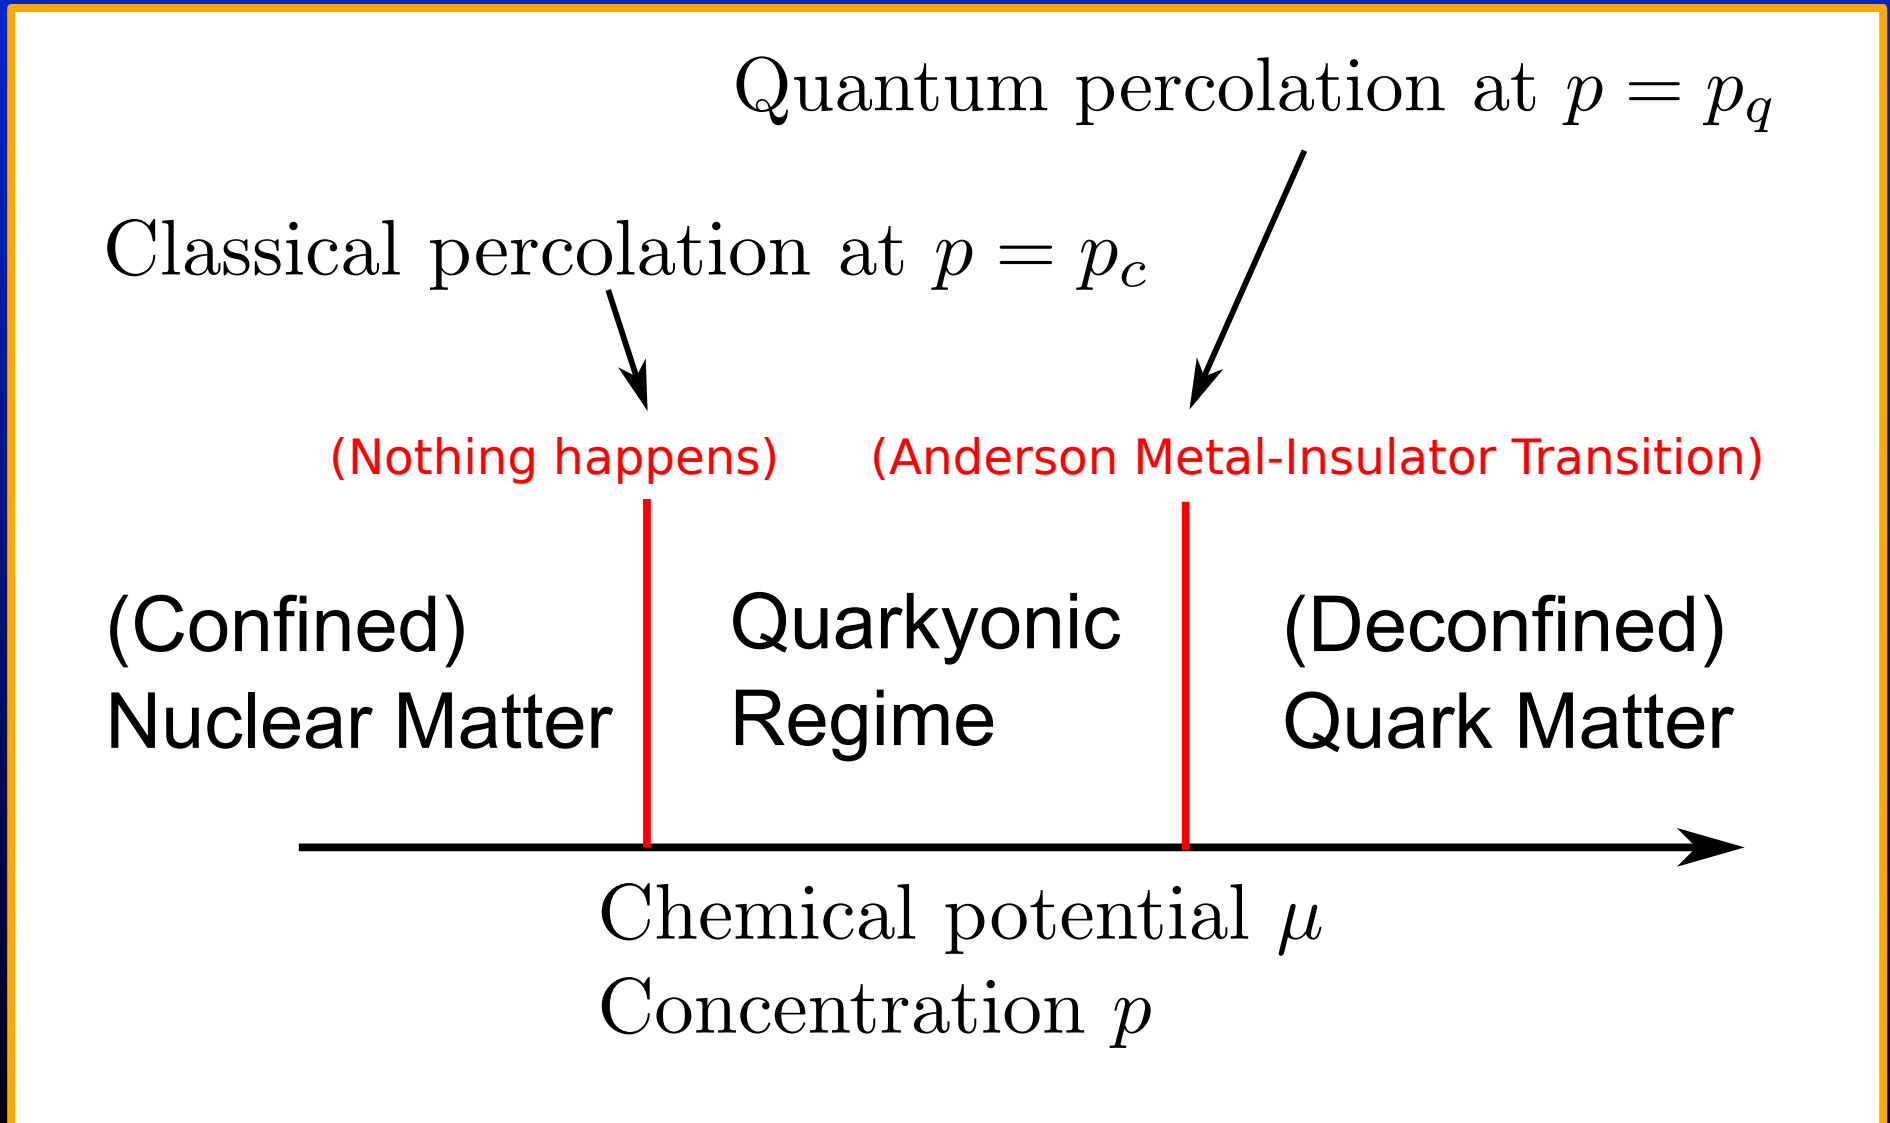 Quantum percolation at p = p_q
Classical percolation at p = p_c
(Nothing happens)
(Anderson Metal-Insulator Transition)
(Confined)
Nuclear Matter
Quarkyonic
Regime
(Deconfined)
Quark Matter
Chemical potential μ
Concentration p